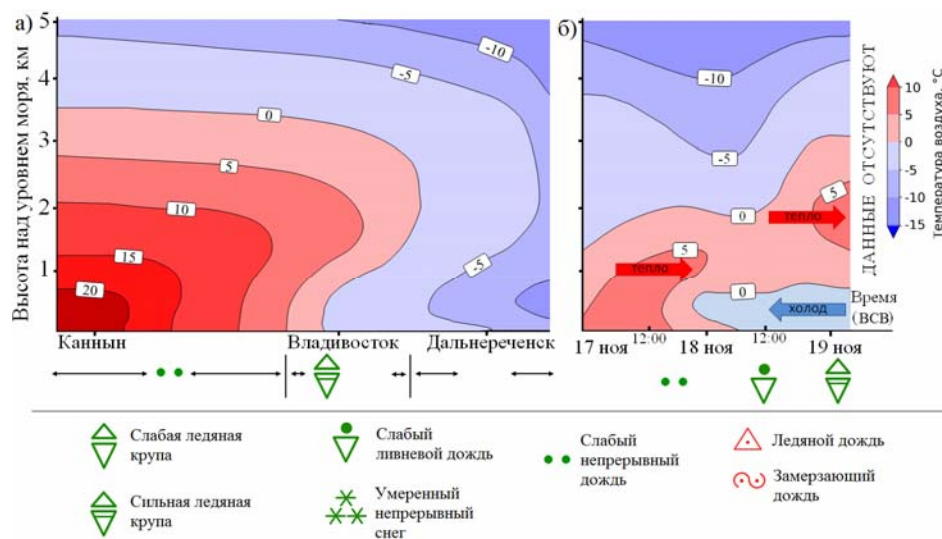 а)
5
4
3
2
1
Высота над уровнем моря, км
-10
-5
0
5
10
15
20
-5
Каннын
Владивосток
Дальнереченск
б)
-10
-5
0
5
5
0
тепло
тепло
холод
17 ноя
12:00
18 ноя
12:00
19 ноя
Время
(ВСВ)
ДАННЫЕ ОТСУТСТВУЮТ
10
5
0
-5
-10
-15
Температура воздуха, °C
Слабая ледяная
крупа
Слабый
ливневой дождь
Слабый
непрерывный
дождь
Ледяной дождь
Замерзающий
дождь
Сильная ледяная
крупа
Умеренный
непрерывный
снег